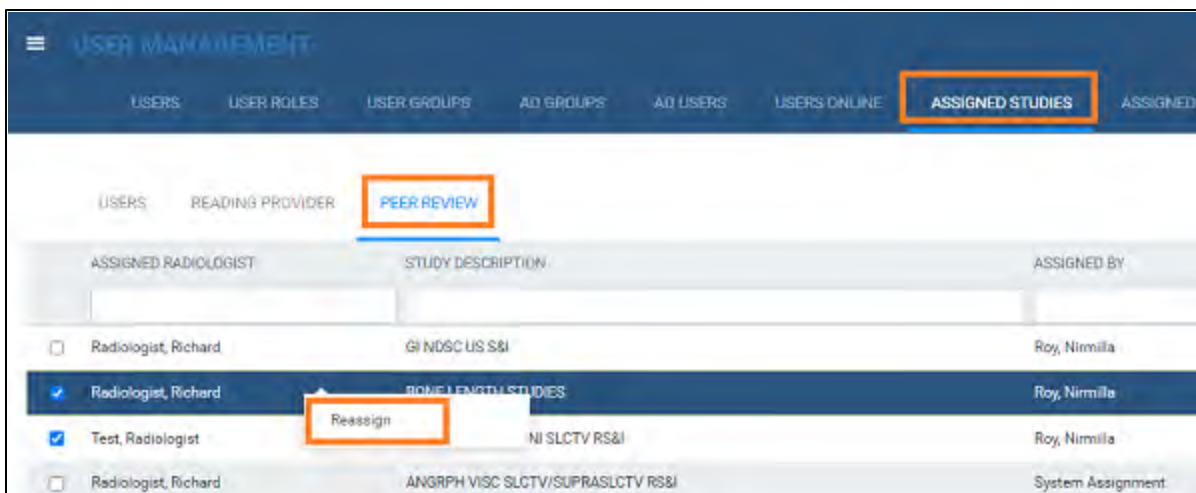 USER MANAGEMENT
USERS USER ROLES USER GROUPS AD GROUPS AD USERS USERS ONLINE ASSIGNED STUDIES ASSIGNED
USERS READING PROVIDER PEER REVIEW
ASSIGNED RADIOLOGIST STUDY DESCRIPTION ASSIGNED BY
Radiologist, Richard GI NDSC US S&I Roy, Nirmilla
Radiologist, Richard BONE LENGTH STUDIES Roy, Nirmilla
Reassign
Test, Radiologist NI SLCTV RS&I Roy, Nirmilla
Radiologist, Richard ANGRPH VISC SLCTV/SUPRASLCTV RS&I System Assignment